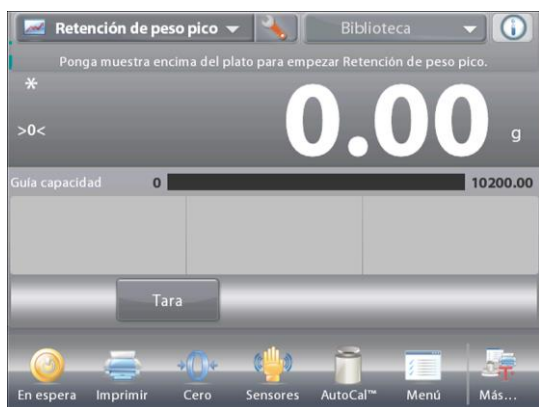 Retención de peso pico
Biblioteca
Ponga muestra encima del plato para empezar Retención de peso pico.
*
>0<
0.00 g
Guía capacidad 0 10200.00
Tara
En espera Imprimir Cero Sensores AutoCal™ Menú Más...